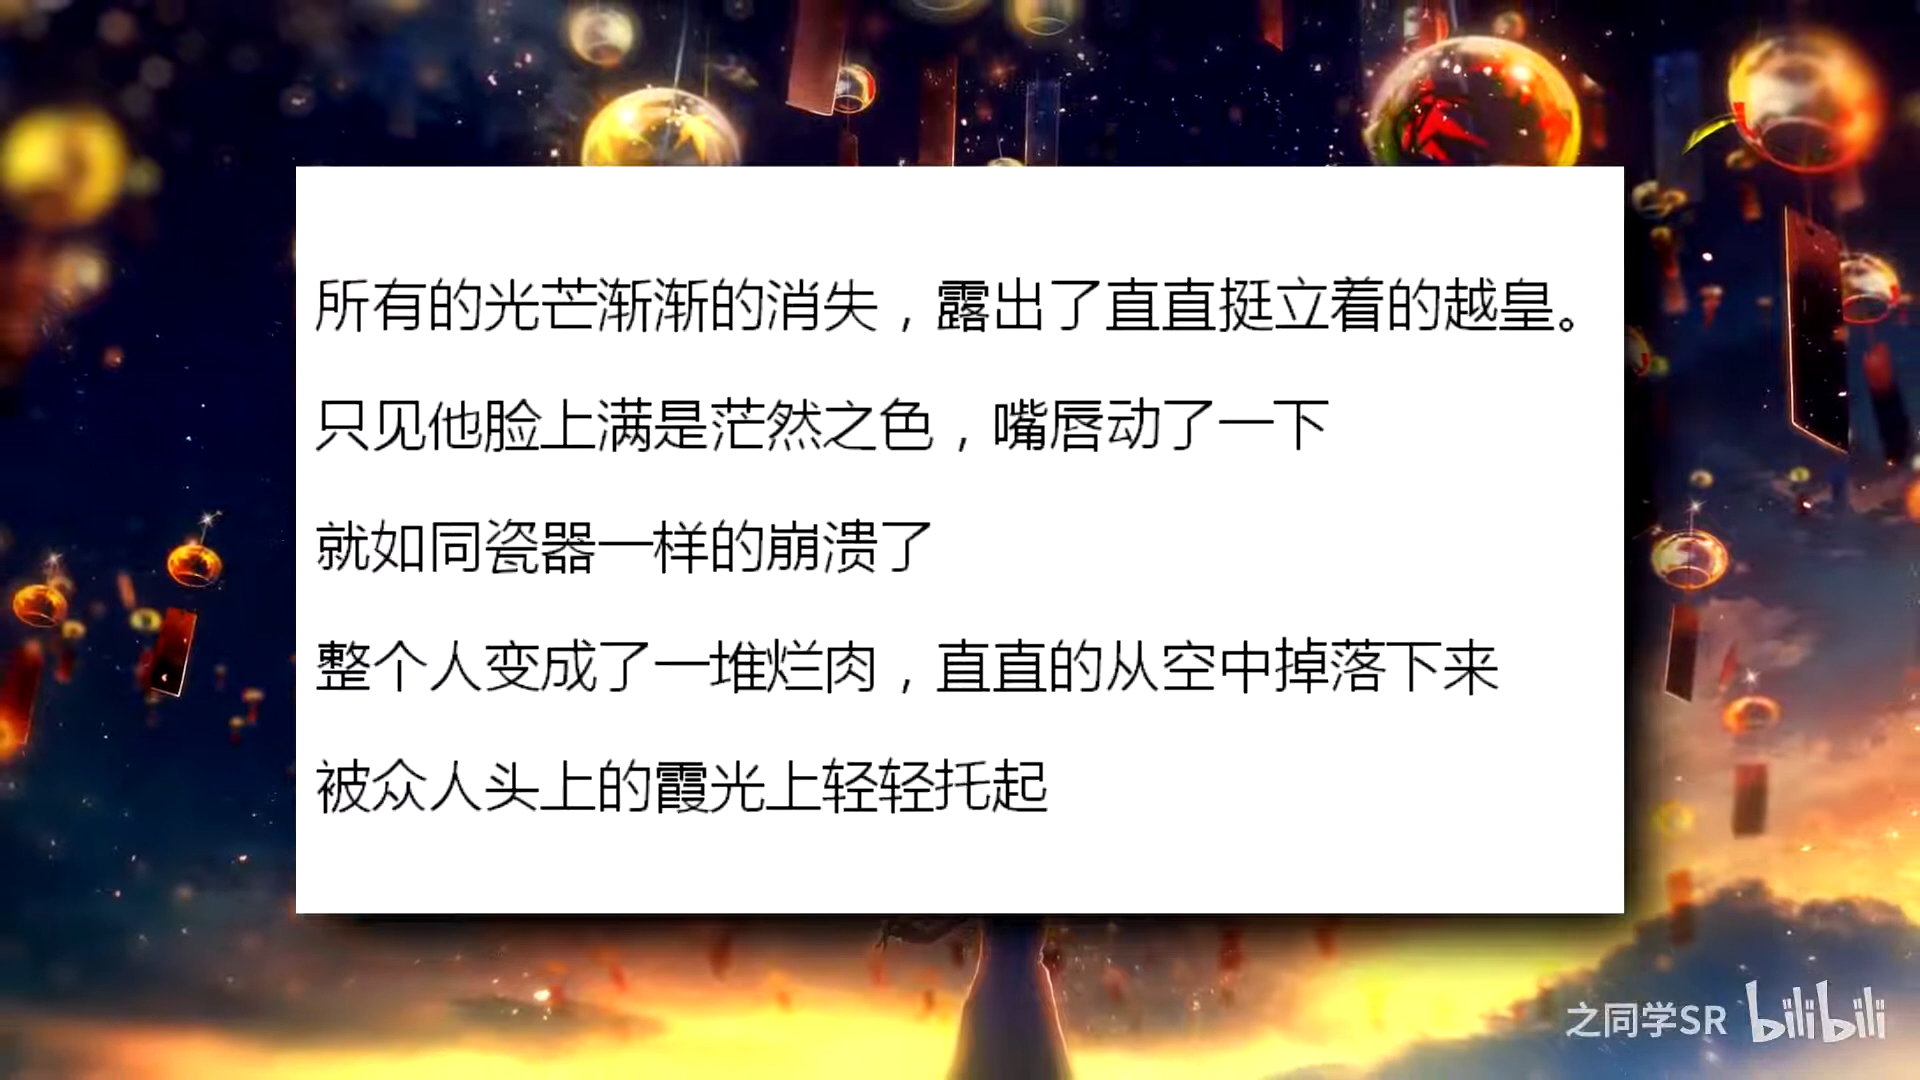 所有的光芒渐渐的消失，露出了直直挺立着的越皇。
只见他脸上满是茫然之色，嘴唇动了一下
就如同瓷器一样的崩溃了
整个人变成了一堆烂肉，直直的从空中掉落下来
被众人头上的霞光上轻轻托起
之同学SR bilibili